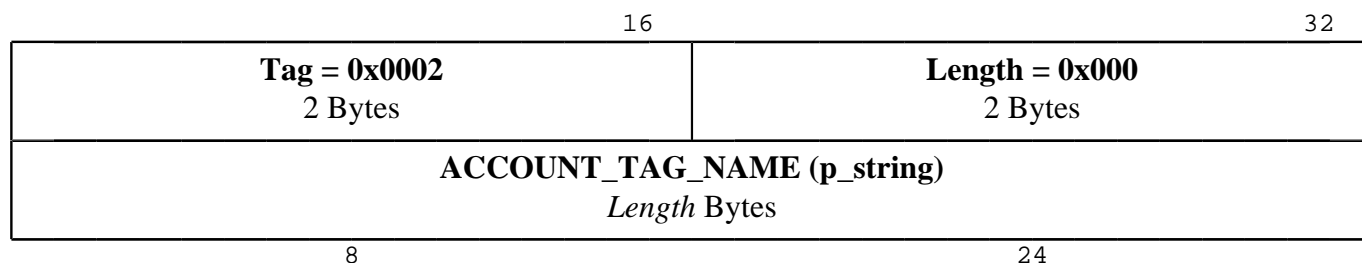 16 32
Tag = 0x0002 Length = 0x000
2 Bytes 2 Bytes
ACCOUNT_TAG_NAME (p_string)
Length Bytes
8 24